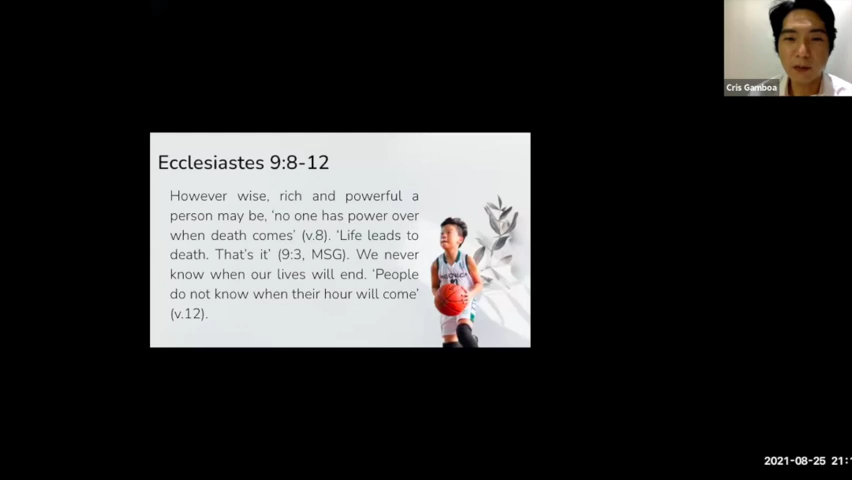 Cris Gamboa
Ecclesiastes 9:8-12
However wise, rich and powerful a
person may be, 'no one has power over
when death comes' (v.8). 'Life leads to
death. That's it' (9:3, MSG). We never
know when our lives will end. 'People
do not know when their hour will come'
(v.12).
2021-08-25 21:1